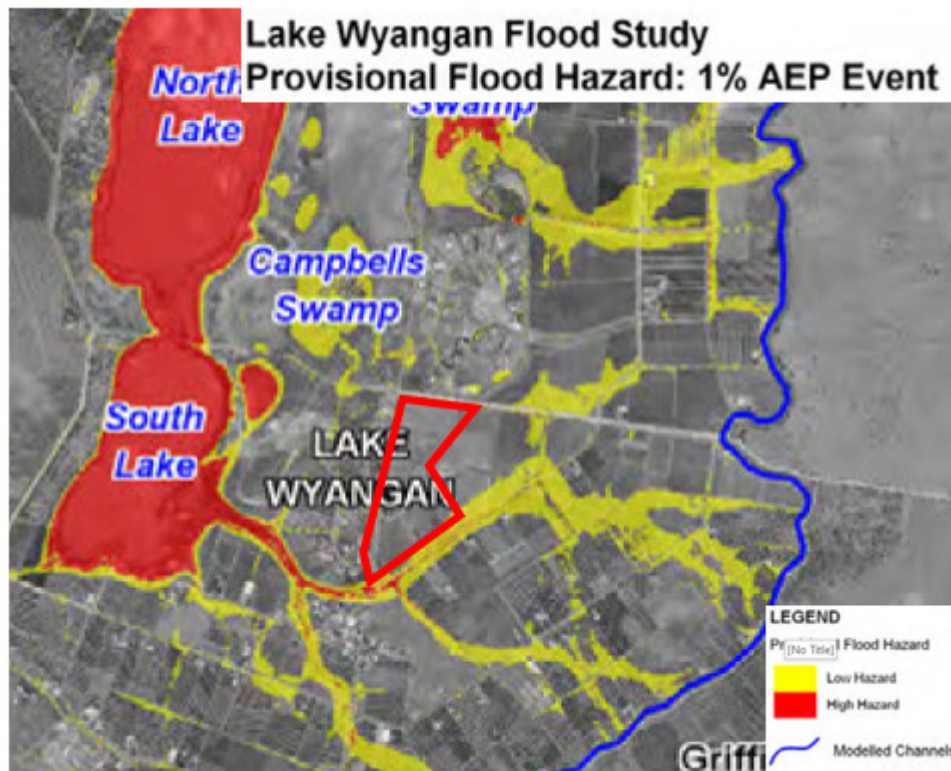 Lake Wyangan Flood Study
Provisional Flood Hazard: 1% AEP Event
North
Lake
Swamp
Campbells
Swamp
South
Lake
LAKE
WYANGAN
LEGEND
Flood Hazard
[No Title]
Low Hazard
High Hazard
Modelled Channels
Griffi